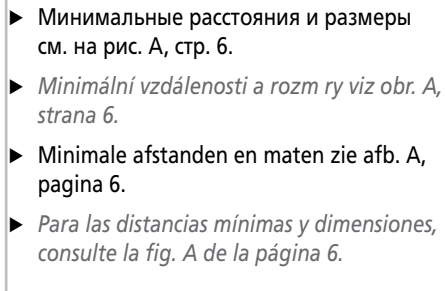 ► Минимальные расстояния и размеры
см. на рис. A, стр. 6.
► Minimální vzdálenosti a rozm ry viz obr. A,
strana 6.
► Minimale afstanden en maten zie afb. A,
pagina 6.
► Para las distancias mínimas y dimensiones,
consulte la fig. A de la página 6.